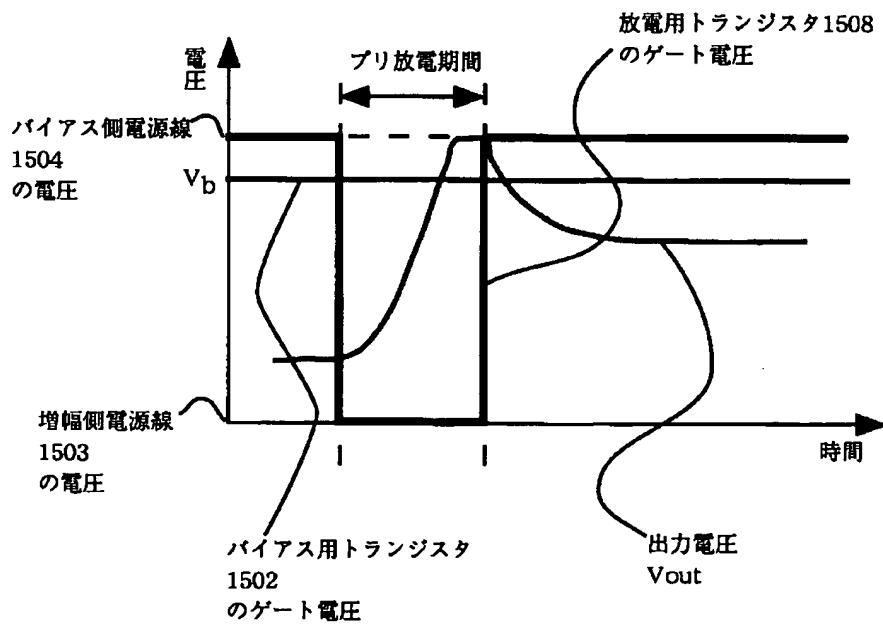 放電用トランジスタ1508
のゲート電圧
電
圧
プリ放電期間
バイアス側電源線
1504
の電圧
Vb
増幅側電源線
1503
の電圧
時間
バイアス用トランジスタ
1502
のゲート電圧
出力電圧
Vout